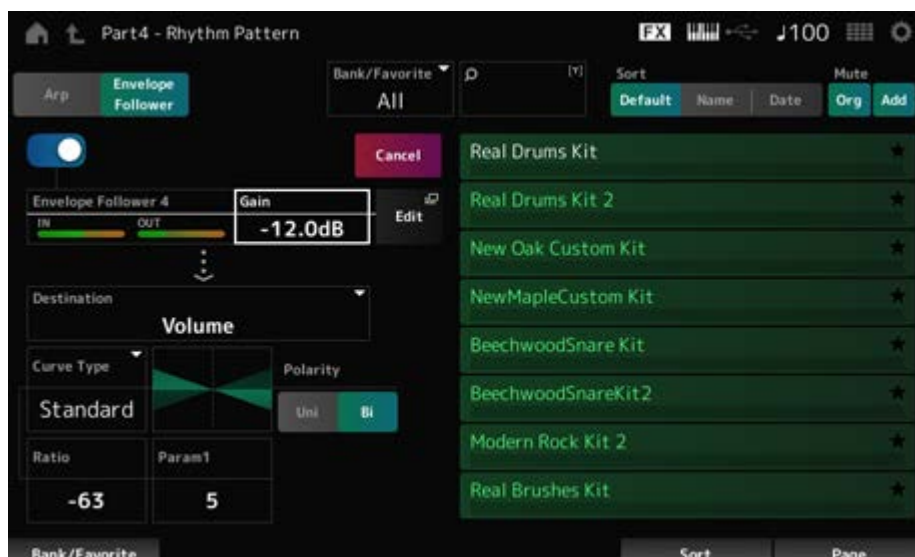 Part4 - Rhythm Pattern
FX
♩100
Arp
Envelope
Follower
Bank/Favorite
All
[Y]
Sort
Default Name Date
Mute
Org Add
Cancel
Envelope Follower 4
IN OUT
Gain
-12.0dB
Edit
Destination
Volume
Curve Type
Standard
Polarity
Uni Bi
Ratio
-63
Param1
5
Real Drums Kit
Real Drums Kit 2
New Oak Custom Kit
NewMapleCustom Kit
BeechwoodSnare Kit
BeechwoodSnareKit2
Modern Rock Kit 2
Real Brushes Kit
Bank/Favorite
Sort
Page